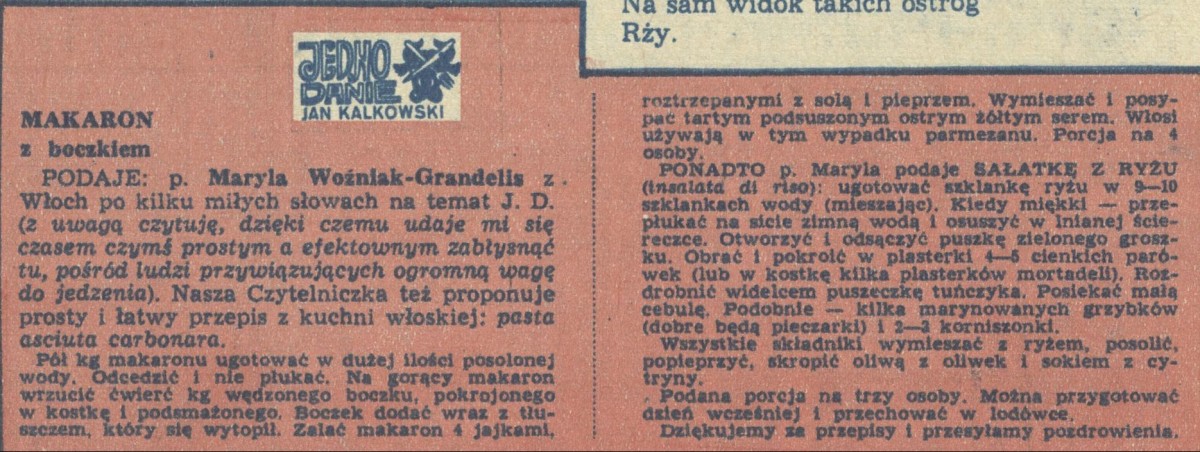 Na sam widok takich ostróg
Rży.
JEDNO
DANIE
JAN KALKOWSKI
MAKARON
z boczkiem
PODAJE: p. Maryla Woźniak-Grandelis z
Włoch po kilku miłych słowach na temat J. D.
(z uwagą czytuję, dzięki czemu udaje mi się
czasem czymś prostym a efektownym zabłysnąć
tu, pośród ludzi przywiązujących ogromną wagę
do jedzenia). Nasza Czytelniczka też proponuje
prosty i łatwy przepis z kuchni włoskiej: pasta
asciuta carbonara.
Pół kg makaronu ugotować w dużej ilości posolonej
wody. Odcedzić i nie płukać. Na gorący makaron
wrzucić ćwierć kg wędzonego boczku, pokrojonego
w kostkę i podsmażonego. Boczek dodać wraz z tłu-
szczem, który się wytopił. Zalać makaron 4 jajkami,
roztrzepanymi z solą i pieprzem. Wymieszać i posy-
pać tartym podsuszonym ostrym żółtym serem. Włosi
używają w tym wypadku parmezanu. Porcja na 4
osoby.
PONADTO p. Maryla podaje SAŁATKĘ Z RYŻU
(insalata di riso): ugotować szklankę ryżu w 9—10
szklankach wody (mieszając). Kiedy miękki — prze-
płukać na sicie zimną wodą i osuszyć w lnianej ście-
reczce. Otworzyć i odsączyć puszkę zielonego grosz-
ku. Obrać i pokroić w plasterki 4—5 cienkich paró-
wek (lub w kostkę kilka plasterków mortadeli). Roz-
drobnić widelcem puszeczkę tuńczyka. Posiekać małą
cebulę. Podobnie — kilka marynowanych grzybków
(dobre będą pieczarki) i 2—3 korniszonki.
Wszystkie składniki wymieszać z ryżem, posolić,
popieprzyć, skropić oliwą z oliwek i sokiem z cy-
tryny.
Podana porcja na trzy osoby. Można przygotować
dzień wcześniej i przechować w lodówce.
Dziękujemy za przepisy i przesyłamy pozdrowienia.